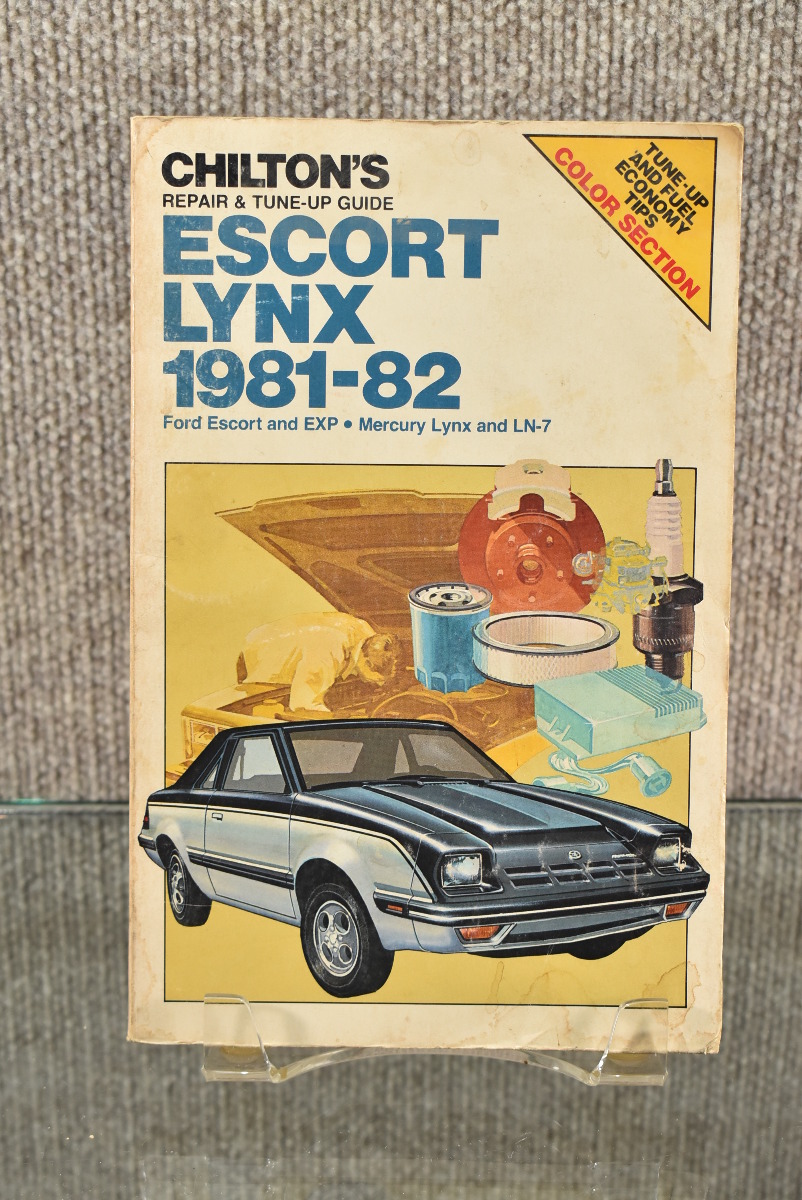 CHILTON'S
REPAIR & TUNE-UP GUIDE
ESCORT
LYNX
1981-82
Ford Escort and EXP • Mercury Lynx and LN-7
TUNE-UP
AND FUEL
ECONOMY
TIPS
COLOR SECTION